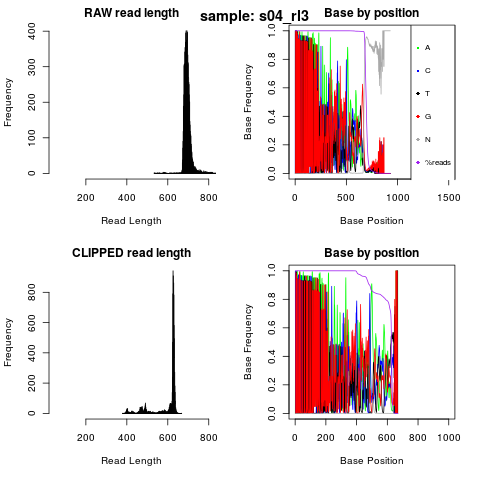 sample: s04_rl3
RAW read length
Frequency
400
300
200
100
0
200 400 600 800
Read Length
Base by position
Base Frequency
1.0
0.8
0.6
0.4
0.2
0.0
0 500 1000 1500
Base Position
A
C
T
G
N
%reads
CLIPPED read length
Frequency
800
600
400
200
0
200 400 600 800
Read Length
Base by position
Base Frequency
1.0
0.8
0.6
0.4
0.2
0.0
0 200 400 600 800 1000
Base Position